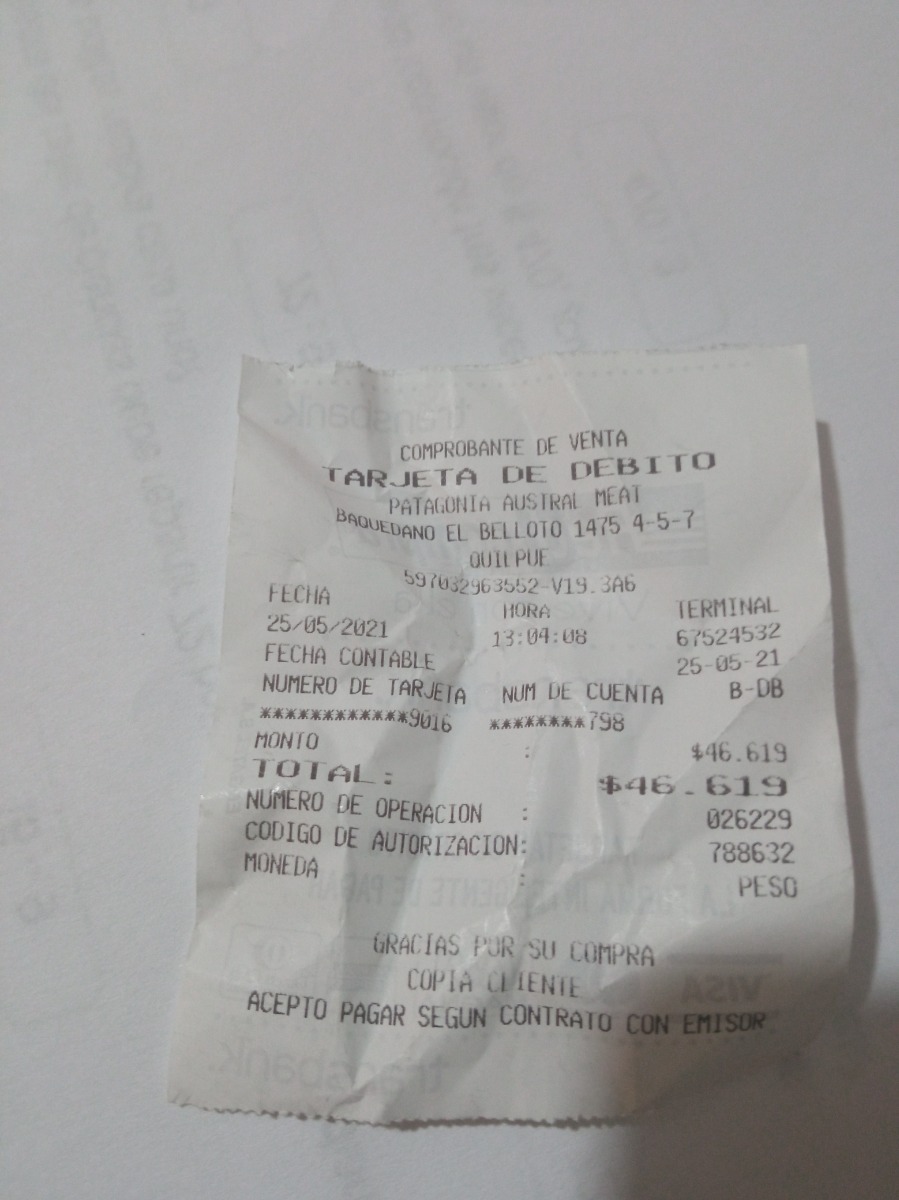 COMPROBANTE DE VENTA
TARJETA DE DEBITO
PATAGONIA AUSTRAL MEAT
BAQUEDANO EL BELLOTO 1475 4-5-7
QUILPUE
597032963552-V19.3A6
FECHA HORA TERMINAL
25/05/2021 13:04:08 67524532
FECHA CONTABLE 25-05-21
NUMERO DE TARJETA NUM DE CUENTA B-DB
************9016 ********798
MONTO : $46.619
TOTAL: $46.619
NUMERO DE OPERACION : 026229
CODIGO DE AUTORIZACION: 788632
MONEDA : PESO
GRACIAS POR SU COMPRA
COPIA CLIENTE
ACEPTO PAGAR SEGUN CONTRATO CON EMISOR